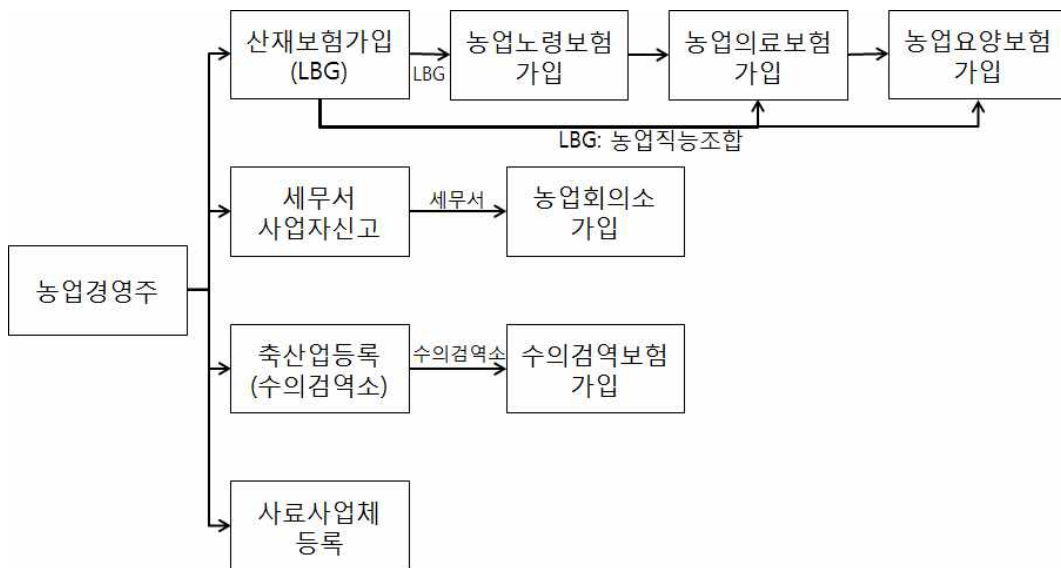 산재보험가입
(LBG)
LBG
농업노령보험
가입
농업의료보험
가입
농업요양보험
가입
LBG: 농업직능조합
세무서
사업자신고
세무서
농업회의소
가입
농업경영주
축산업등록
(수의검역소)
수의검역소
수의검역보험
가입
사료사업체
등록